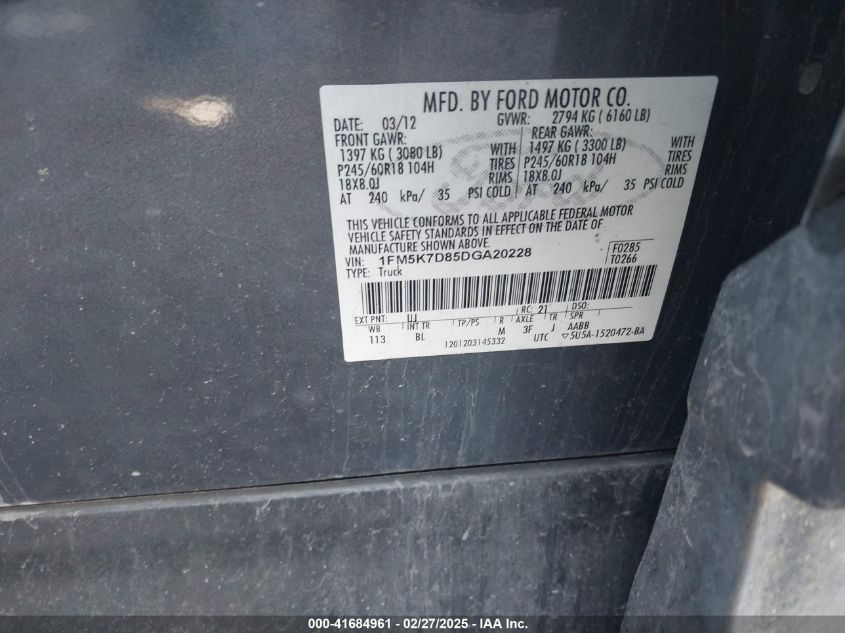 MFD. BY FORD MOTOR CO.
DATE: 03/12 GVWR: 2794 KG ( 6160 LB)
FRONT GAWR: REAR GAWR:
1397 KG ( 3080 LB) WITH 1497 KG ( 3300 LB) WITH
P245/60R18 104H TIRES P245/60R18 104H TIRES
18X8.0J RIMS 18X8.0J RIMS
AT 240 kPa/ 35 PSI COLD AT 240 kPa/ 35 PSI COLD
THIS VEHICLE CONFORMS TO ALL APPLICABLE FEDERAL MOTOR
VEHICLE SAFETY STANDARDS IN EFFECT ON THE DATE OF
MANUFACTURE SHOWN ABOVE.
VIN: 1FM5K7D85DGA20228 F0285
TYPE: Truck T0266
EXT PNT: UJ RC: 21 DSO:
WB INT TR TP/PS R AXLE TR SPR
113 BL M 3F J AABB
1201203145332 UTC ▽5U5A-1520472-BA
000-41684961 - 02/27/2025 - IAA Inc.